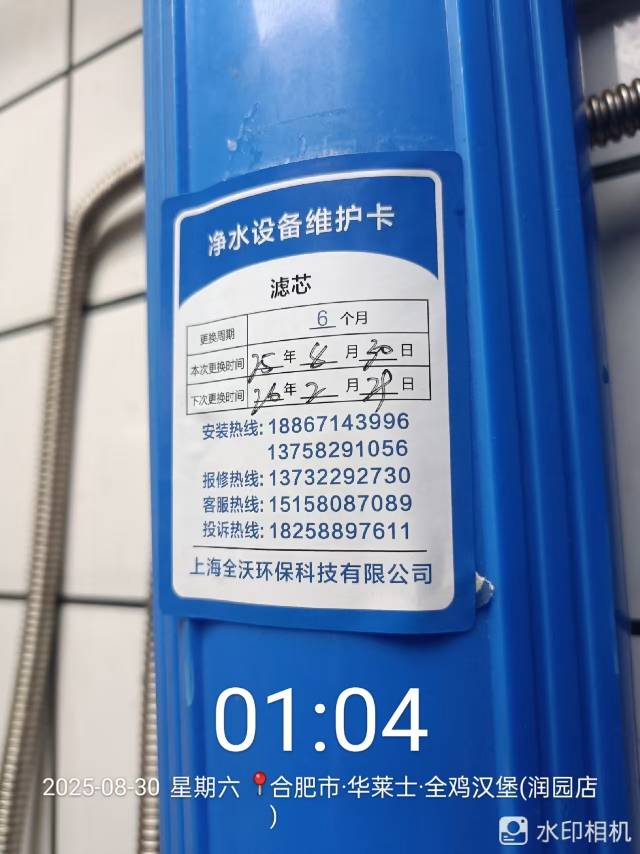 净水设备维护卡
滤芯
更换周期 6 个月
本次更换时间 25 年 8 月 30 日
下次更换时间 26 年 2 月 28 日
安装热线: 18867143996
13758291056
报修热线: 13732292730
客服热线: 15158087089
投诉热线: 18258897611
上海全沃环保科技有限公司
01:04
2025-08-30 星期六 📍合肥市·华莱士·全鸡汉堡(润园店
)
水印相机